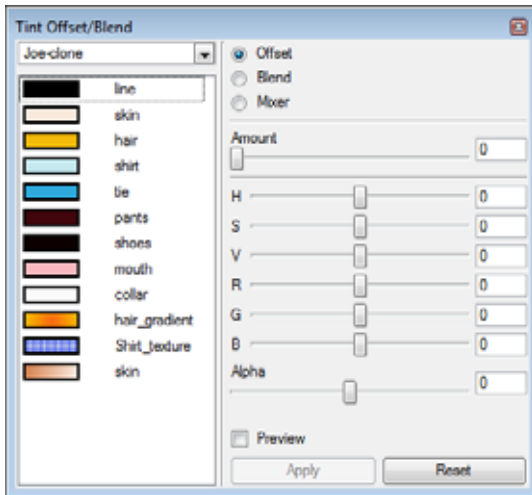 Tint Offset/Blend
Joe-clone
line
skin
hair
shirt
tie
pants
shoes
mouth
collar
hair_gradient
Shirt_texture
skin
Offset
Blend
Mixer
Amount
0
H 0
S 0
V 0
R 0
G 0
B 0
Alpha
0
Preview
Apply Reset